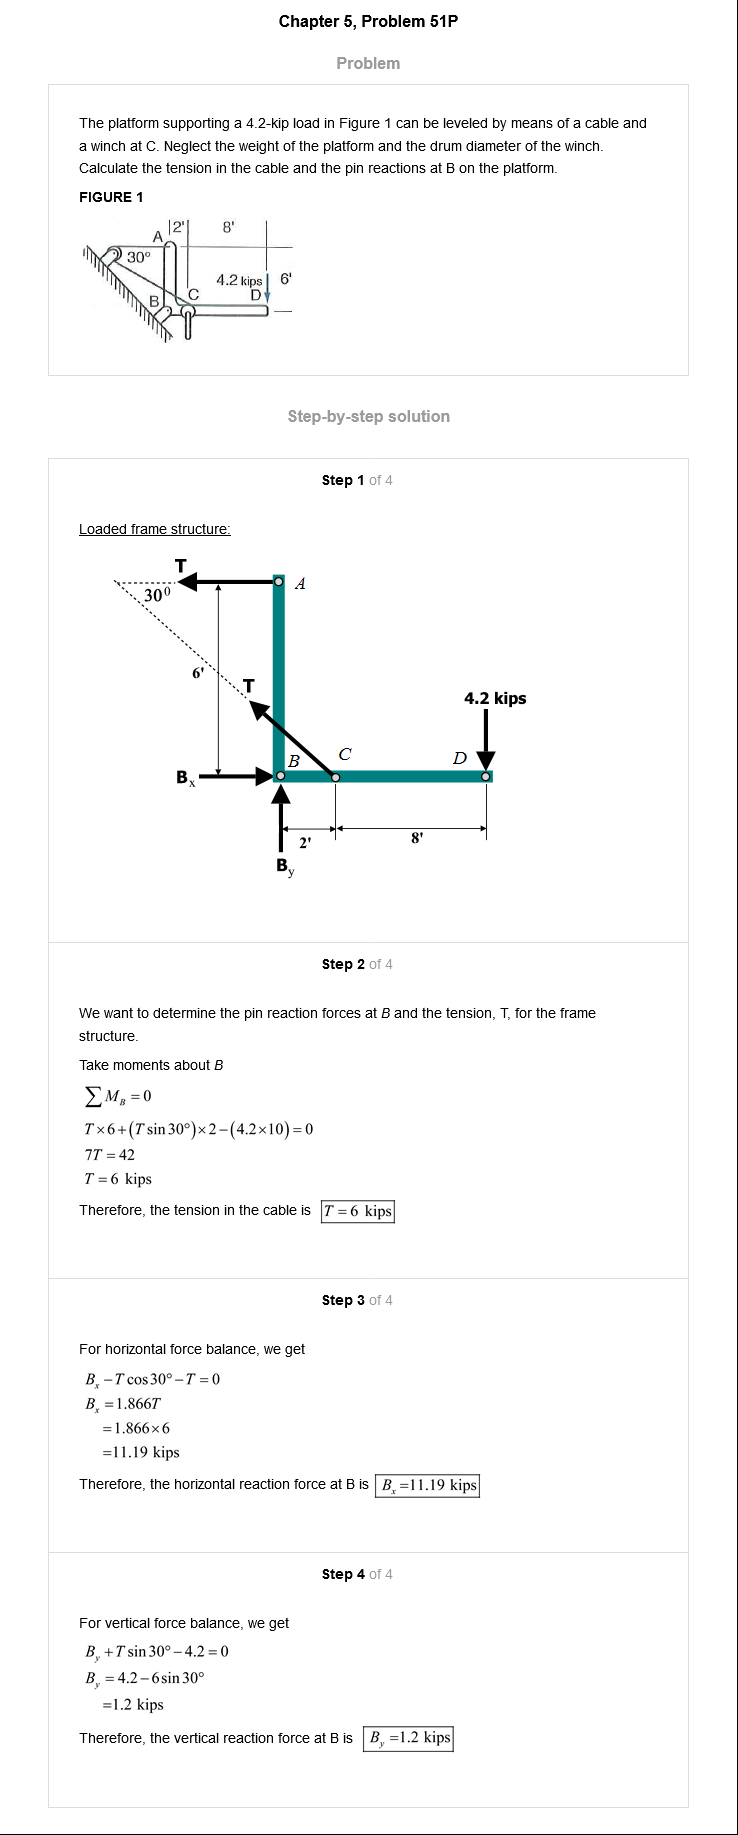 Chapter 5, Problem 51P
Problem
The platform supporting a 4.2-kip load in Figure 1 can be leveled by means of a cable and
a winch at C. Neglect the weight of the platform and the drum diameter of the winch.
Calculate the tension in the cable and the pin reactions at B on the platform.
FIGURE 1
A 2' 8'
30°
4.2 kips 6'
B C D
Step-by-step solution
Step 1 of 4
Loaded frame structure:
T
30⁰ A
6'
T
4.2 kips
B C D
Bₓ
2' 8'
B_y
Step 2 of 4
We want to determine the pin reaction forces at B and the tension, T, for the frame
structure.
Take moments about B
∑ M_B = 0
T×6+(T sin 30°)×2−(4.2×10) = 0
7T = 42
T = 6 kips
Therefore, the tension in the cable is T = 6 kips
Step 3 of 4
For horizontal force balance, we get
Bₓ − T cos 30° − T = 0
Bₓ = 1.866T
= 1.866×6
=11.19 kips
Therefore, the horizontal reaction force at B is Bₓ =11.19 kips
Step 4 of 4
For vertical force balance, we get
B_y + T sin 30° − 4.2 = 0
B_y = 4.2 − 6 sin 30°
=1.2 kips
Therefore, the vertical reaction force at B is B_y =1.2 kips